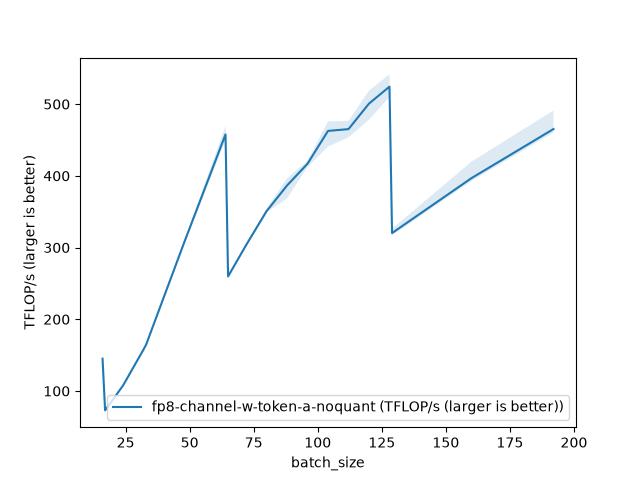 500
400
300
200
100
TFLOP/s (larger is better)
fp8-channel-w-token-a-noquant (TFLOP/s (larger is better))
25 50 75 100 125 150 175 200
batch_size